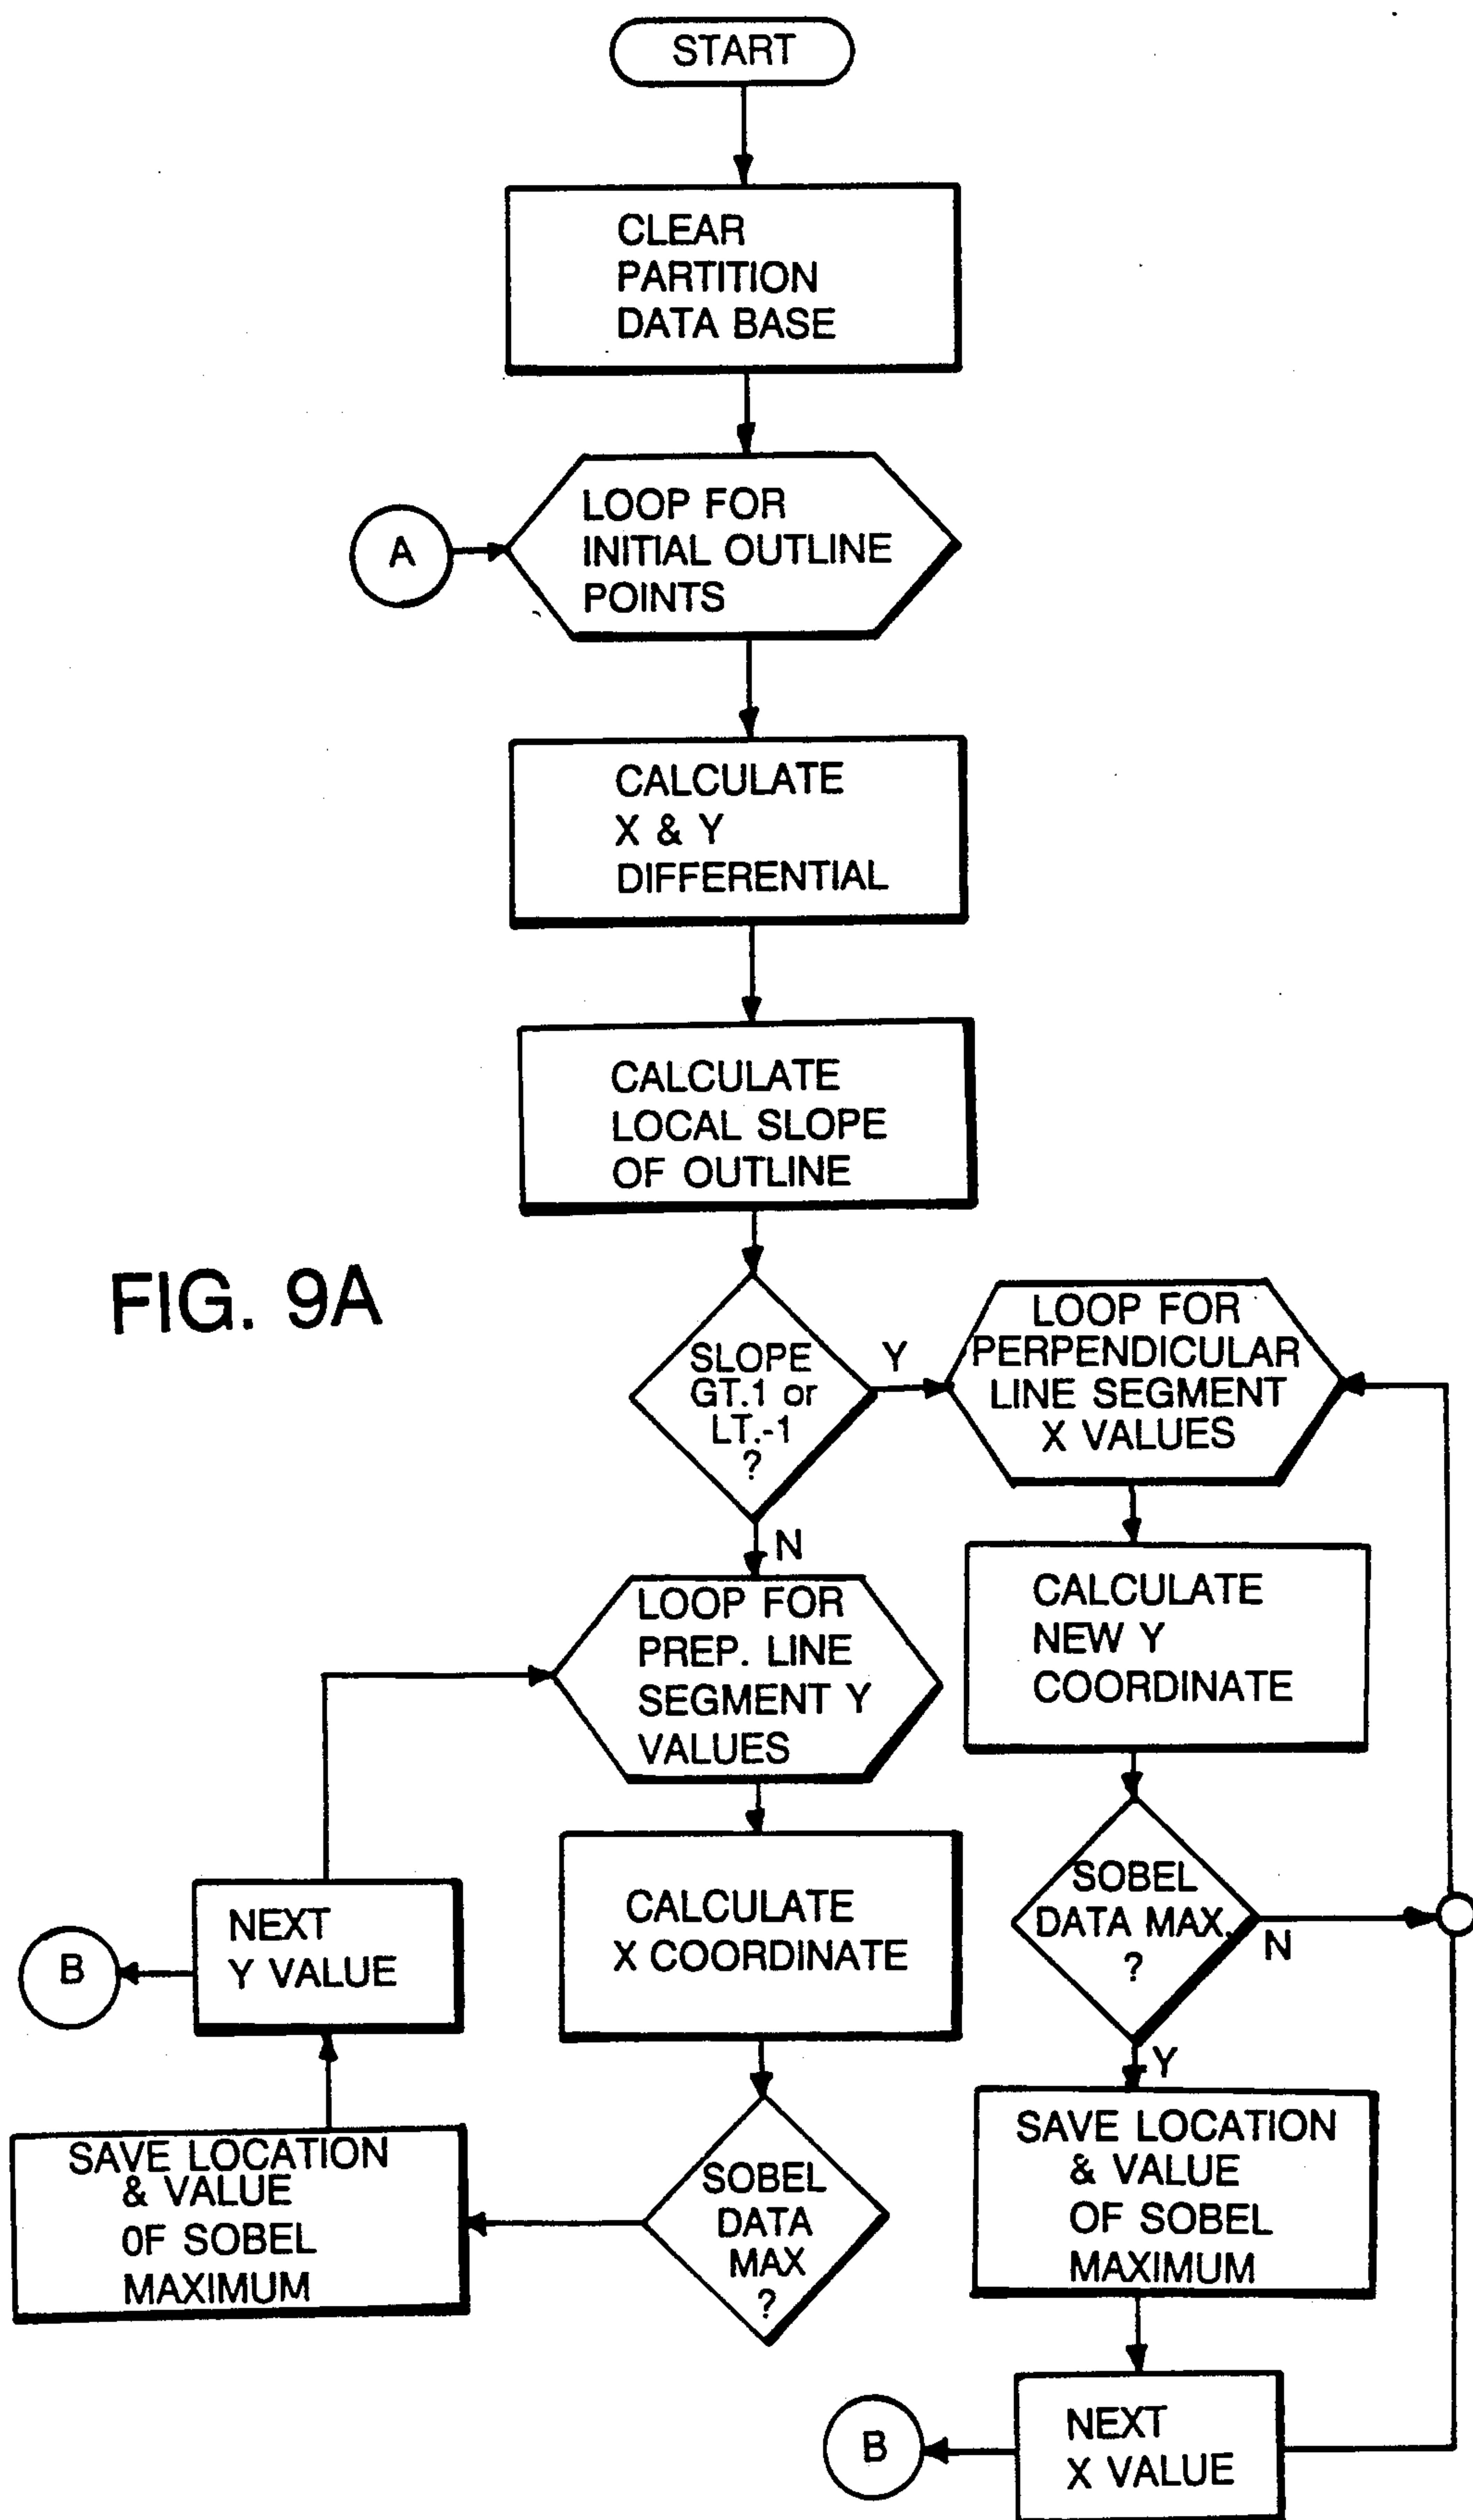 START
CLEAR
PARTITION
DATA BASE
A
LOOP FOR
INITIAL OUTLINE
POINTS
CALCULATE
X & Y
DIFFERENTIAL
CALCULATE
LOCAL SLOPE
OF OUTLINE
FIG. 9A
SLOPE
GT.1 or
LT.-1
?
Y
N
LOOP FOR
PERPENDICULAR
LINE SEGMENT
X VALUES
CALCULATE
NEW Y
COORDINATE
SOBEL
DATA MAX.
?
N
Y
SAVE LOCATION
& VALUE
OF SOBEL
MAXIMUM
NEXT
X VALUE
B
LOOP FOR
PREP. LINE
SEGMENT Y
VALUES
CALCULATE
X COORDINATE
SOBEL
DATA
MAX
?
SAVE LOCATION
& VALUE
OF SOBEL
MAXIMUM
NEXT
Y VALUE
B